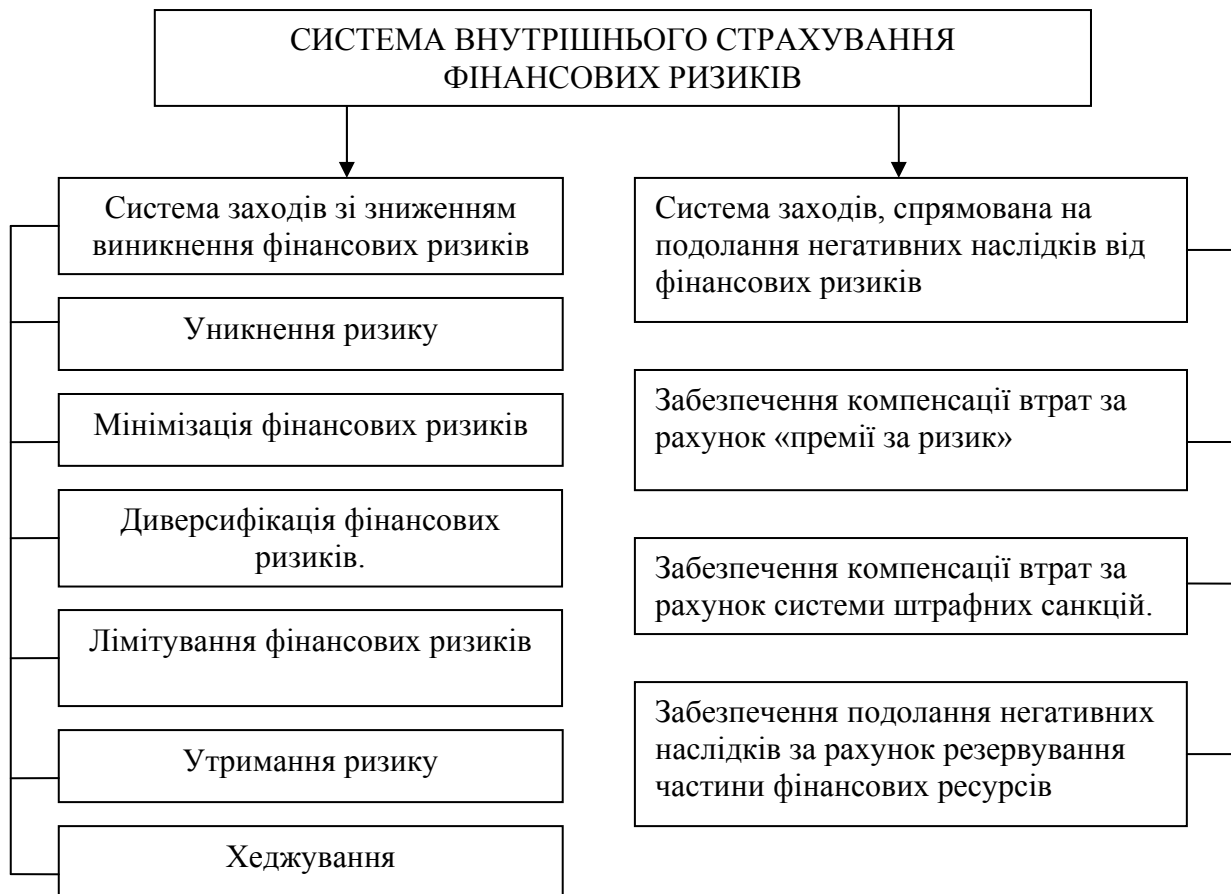 СИСТЕМА ВНУТРІШНЬОГО СТРАХУВАННЯ
ФІНАНСОВИХ РИЗИКІВ
Система заходів зі зниженням
виникнення фінансових ризиків
Уникнення ризику
Мінімізація фінансових ризиків
Диверсифікація фінансових
ризиків.
Лімітування фінансових ризиків
Утримання ризику
Хеджування
Система заходів, спрямована на
подолання негативних наслідків від
фінансових ризиків
Забезпечення компенсації втрат за
рахунок «премії за ризик»
Забезпечення компенсації втрат за
рахунок системи штрафних санкцій.
Забезпечення подолання негативних
наслідків за рахунок резервування
частини фінансових ресурсів